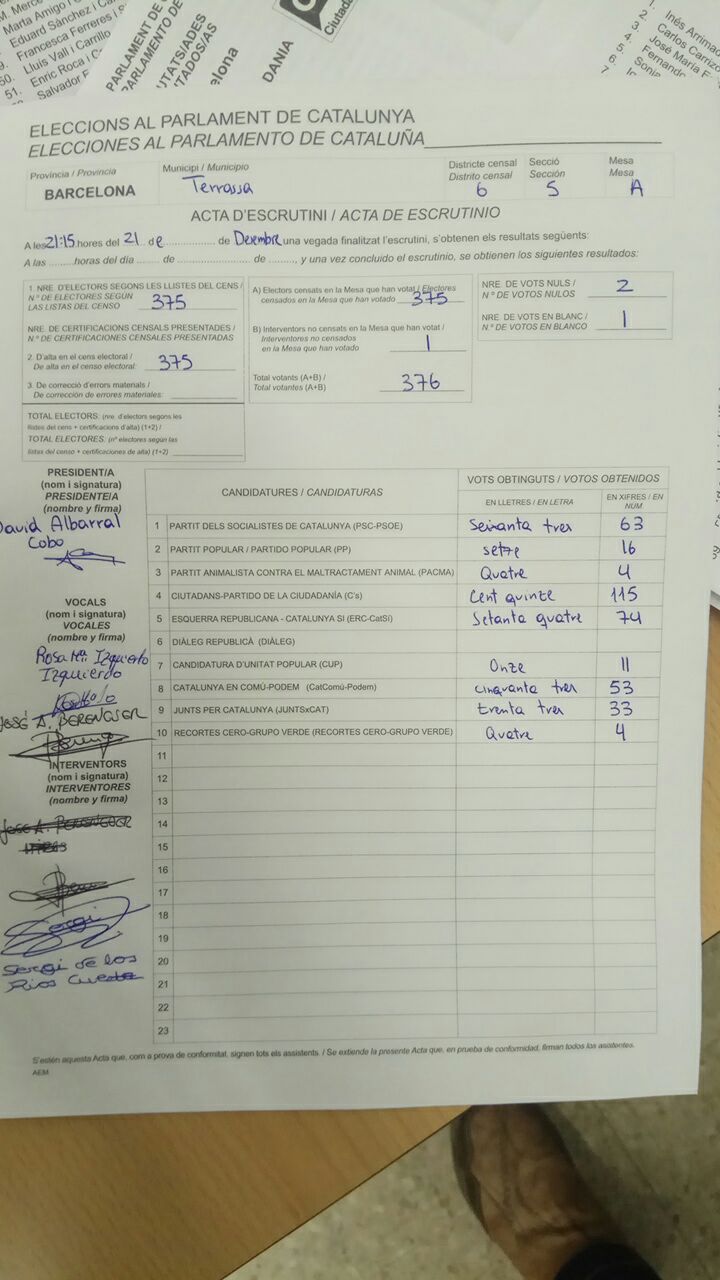 M. Merc
Marta Amigo i C
Eduard Sánchez i Ca
Francesca Ferreres i S
50. Lluís Vall i Carrillo
51. Enric Roca i C
Salvador F
PARLAMENT DE
PARLAMENTO DE
lona
DANIA
Ciutada
1. Inés Arrima
2. Carlos Carrizo
3. José María E
4. Fernando
5. Sonia
ELECCIONS AL PARLAMENT DE CATALUNYA
ELECCIONES AL PARLAMENTO DE CATALUÑA
Província / Provincia
BARCELONA
Municipi / Municipio
Terrassa
Districte censal
Distrito censal
6
Secció
Sección
5
Mesa
Mesa
A
ACTA D'ESCRUTINI / ACTA DE ESCRUTINIO
A les 21:15 hores del 21 de de Desembre una vegada finalitzat l'escrutini, s'obtenen els resultats següents:
A las horas del día de de , y una vez concluido el escrutinio, se obtienen los siguientes resultados:
1. NRE. D'ELECTORS SEGONS LES LLISTES DEL CENS /
N.º DE ELECTORES SEGÚN
LAS LISTAS DEL CENSO 375
NRE. DE CERTIFICACIONS CENSALS PRESENTADES /
N.º DE CERTIFICACIONES CENSALES PRESENTADAS
2. D'alta en el cens electoral /
De alta en el censo electoral: 375
3. De correcció d'errors materials /
De corrección de errores materiales:
TOTAL ELECTORS: (nre. d'electors segons les
llistes del cens + certificacions d'alta) (1+2) /
TOTAL ELECTORES: (nº electores según las
listas del censo + certificaciones de alta) (1+2)
A) Electors censats en la Mesa que han votat / Electores
censados en la Mesa que han votado 375
B) Interventors no censats en la Mesa que han votat /
Interventores no censados
en la Mesa que han votado 1
Total votants (A+B) /
Total votantes (A+B) 376
NRE. DE VOTS NULS /
N.º DE VOTOS NULOS 2
NRE. DE VOTS EN BLANC /
N.º DE VOTOS EN BLANCO 1
PRESIDENT/A
(nom i signatura)
PRESIDENTE/A
(nombre y firma)
David Albarral
Cobo
VOCALS
(nom i signatura)
VOCALES
(nombre y firma)
Rosa Mª. Izquierdo
Izquierdo
JOSÉ A. BERENGUER
INTERVENTORS
(nom i signatura)
INTERVENTORES
(nombre y firma)
JOSE A. BERENGUER
Sergi
Sergi de los
Rios Cuesta
CANDIDATURES / CANDIDATURAS
VOTS OBTINGUTS / VOTOS OBTENIDOS
EN LLETRES / EN LETRA
EN XIFRES / EN NUM.
1 PARTIT DELS SOCIALISTES DE CATALUNYA (PSC-PSOE) Seixanta tres 63
2 PARTIT POPULAR / PARTIDO POPULAR (PP) setze 16
3 PARTIT ANIMALISTA CONTRA EL MALTRACTAMENT ANIMAL (PACMA) Quatre 4
4 CIUTADANS-PARTIDO DE LA CIUDADANÍA (C's) Cent quinze 115
5 ESQUERRA REPUBLICANA - CATALUNYA SI (ERC-CatSí) Setanta quatre 74
6 DIÀLEG REPUBLICÀ (DIÀLEG)
7 CANDIDATURA D'UNITAT POPULAR (CUP) Onze 11
8 CATALUNYA EN COMÚ-PODEM (CatComú-Podem) cinquanta tres 53
9 JUNTS PER CATALUNYA (JUNTSxCAT) trenta tres 33
10 RECORTES CERO-GRUPO VERDE (RECORTES CERO-GRUPO VERDE) Quatre 4
11
12
13
14
15
16
17
18
19
20
21
22
23
S'estén aquesta Acta que, com a prova de conformitat, signen tots els assistents. / Se extiende la presente Acta que, en prueba de conformidad, firman todos los asistentes.
AEM